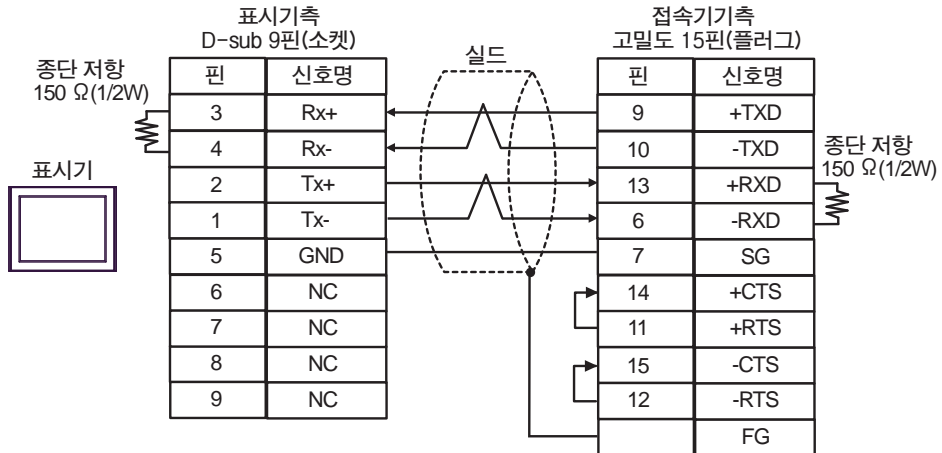 표시기측
D-sub 9핀(소켓)
접속기기측
고밀도 15핀(플러그)
실드
종단 저항
150 Ω(1/2W)
표시기
핀 신호명
3 Rx+
4 Rx-
2 Tx+
1 Tx-
5 GND
6 NC
7 NC
8 NC
9 NC
핀 신호명
9 +TXD
10 -TXD
13 +RXD
6 -RXD
7 SG
14 +CTS
11 +RTS
15 -CTS
12 -RTS
FG
종단 저항
150 Ω(1/2W)